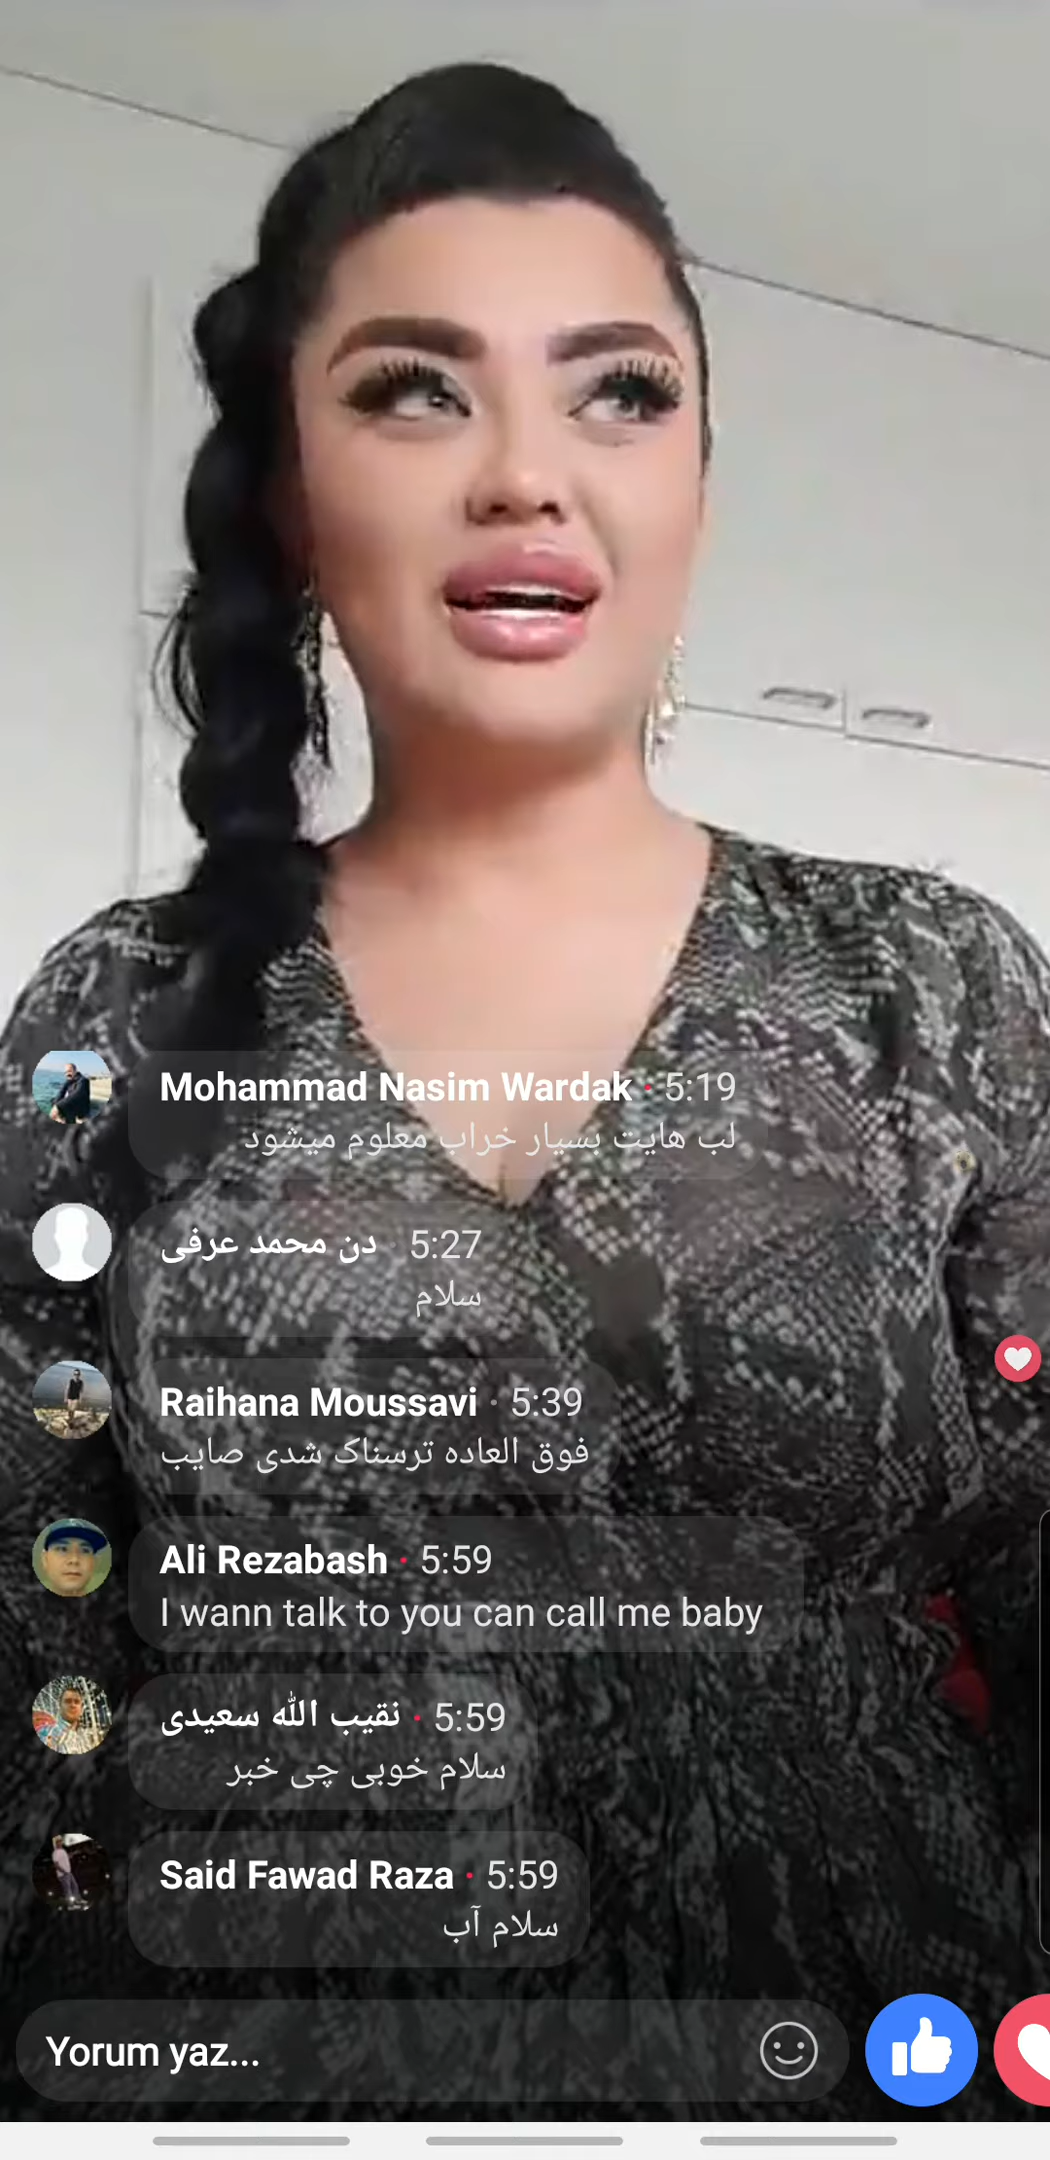 Mohammad Nasim Wardak • 5:19
لب هایت بسیار خراب معلوم میشود
دن محمد عرفی • 5:27
سلام
Raihana Moussavi • 5:39
فوق العاده ترسناک شدی صایب
Ali Rezabash • 5:59
I wann talk to you can call me baby
نقیب الله سعیدی • 5:59
سلام خوبی چی خبر
Said Fawad Raza • 5:59
سلام آب
Yorum yaz...